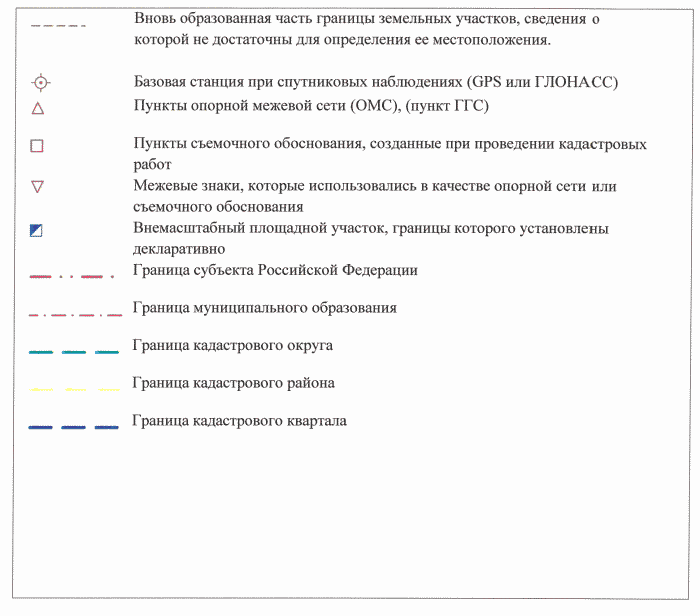 Вновь образованная часть границы земельных участков, сведения о
которой не достаточны для определения ее местоположения.
Базовая станция при спутниковых наблюдениях (GPS или ГЛОНАСС)
Пункты опорной межевой сети (ОМС), (пункт ГГС)
Пункты съемочного обоснования, созданные при проведении кадастровых
работ
Межевые знаки, которые использовались в качестве опорной сети или
съемочного обоснования
Внемасштабный площадной участок, границы которого установлены
декларативно
Граница субъекта Российской Федерации
Граница муниципального образования
Граница кадастрового округа
Граница кадастрового района
Граница кадастрового квартала